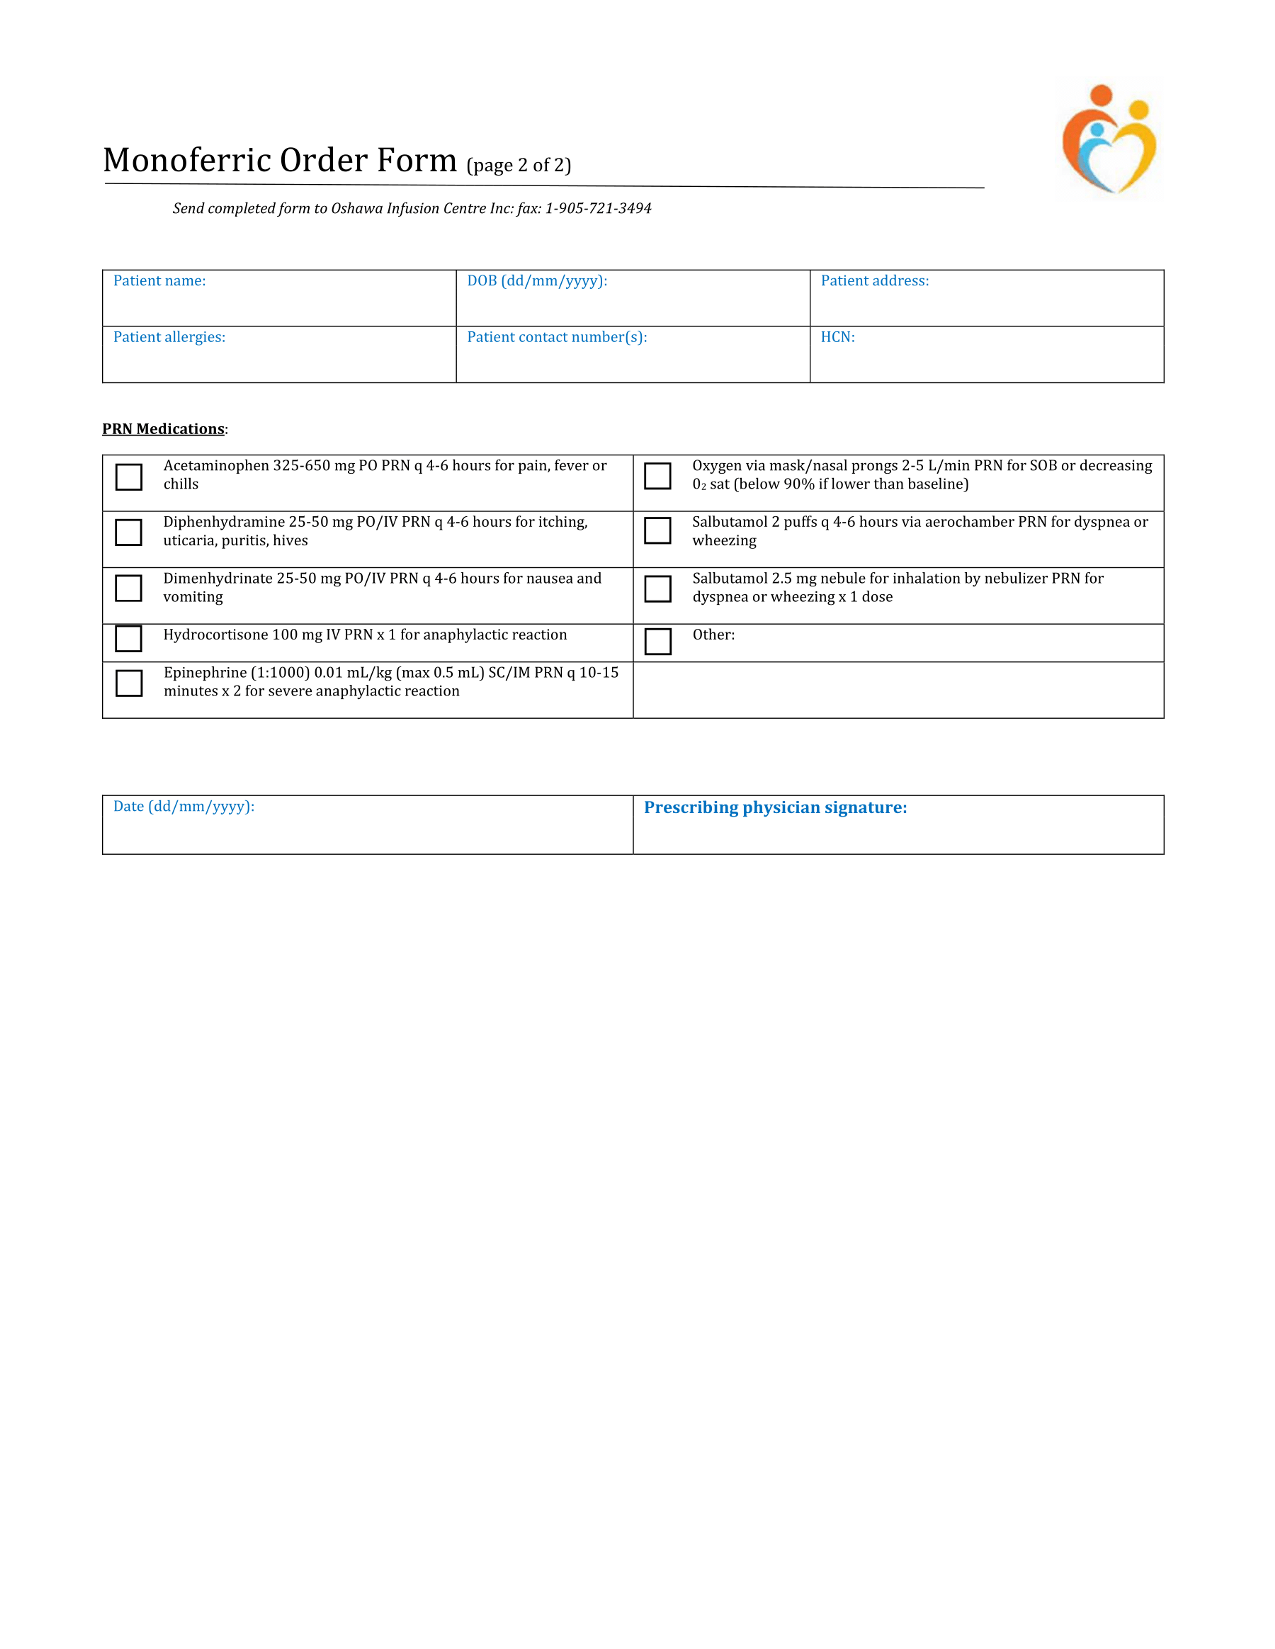 Monoferric Order Form (page 2 of 2)
Send completed form to Oshawa Infusion Centre Inc: fax: 1-905-721-3494
Patient name:
DOB (dd/mm/yyyy):
Patient address:
Patient allergies:
Patient contact number(s):
HCN:
PRN Medications:
Acetaminophen 325-650 mg PO PRN q 4-6 hours for pain, fever or
chills
Oxygen via mask/nasal prongs 2-5 L/min PRN for SOB or decreasing
0₂ sat (below 90% if lower than baseline)
Diphenhydramine 25-50 mg PO/IV PRN q 4-6 hours for itching,
uticaria, puritis, hives
Salbutamol 2 puffs q 4-6 hours via aerochamber PRN for dyspnea or
wheezing
Dimenhydrinate 25-50 mg PO/IV PRN q 4-6 hours for nausea and
vomiting
Salbutamol 2.5 mg nebule for inhalation by nebulizer PRN for
dyspnea or wheezing x 1 dose
Hydrocortisone 100 mg IV PRN x 1 for anaphylactic reaction
Other:
Epinephrine (1:1000) 0.01 mL/kg (max 0.5 mL) SC/IM PRN q 10-15
minutes x 2 for severe anaphylactic reaction
Date (dd/mm/yyyy):
Prescribing physician signature: